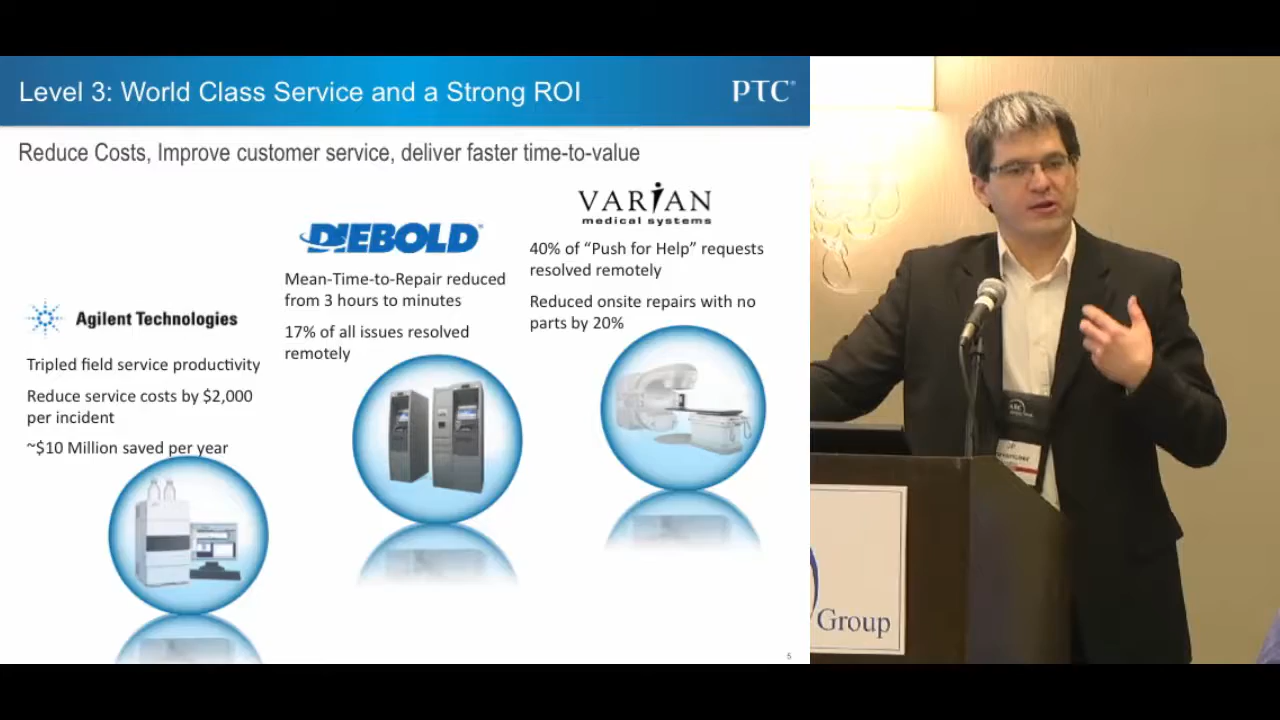 Level 3: World Class Service and a Strong ROI
PTC®
Reduce Costs, Improve customer service, deliver faster time-to-value
VARIAN
medical systems
40% of “Push for Help” requests
resolved remotely
Reduced onsite repairs with no
parts by 20%
DIEBOLD®
Mean-Time-to-Repair reduced
from 3 hours to minutes
17% of all issues resolved
remotely
Agilent Technologies
Tripled field service productivity
Reduce service costs by $2,000
per incident
~$10 Million saved per year
5
Group